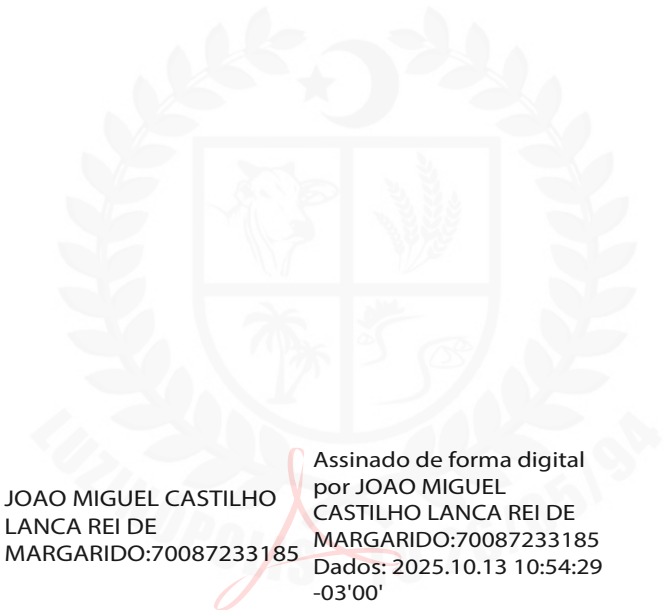 JOAO MIGUEL CASTILHO
LANCA REI DE
MARGARIDO:70087233185
Assinado de forma digital
por JOAO MIGUEL
CASTILHO LANCA REI DE
MARGARIDO:70087233185
Dados: 2025.10.13 10:54:29
-03'00'